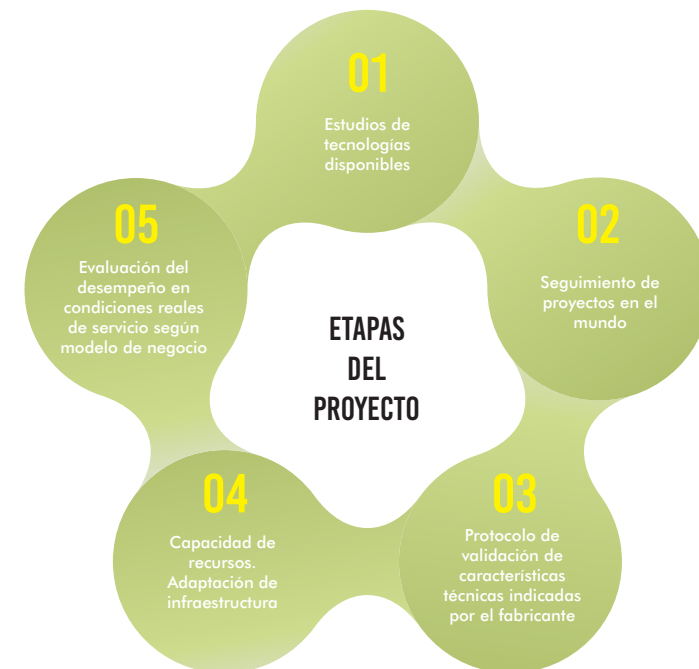 01
Estudios de
tecnologías
disponibles
02
Seguimiento de
proyectos en el
mundo
03
Protocolo de
validación de
características
técnicas indicadas
por el fabricante
04
Capacidad de
recursos.
Adaptación de
infraestructura
05
Evaluación del
desempeño en
condiciones reales
de servicio según
modelo de negocio
ETAPAS
DEL
PROYECTO